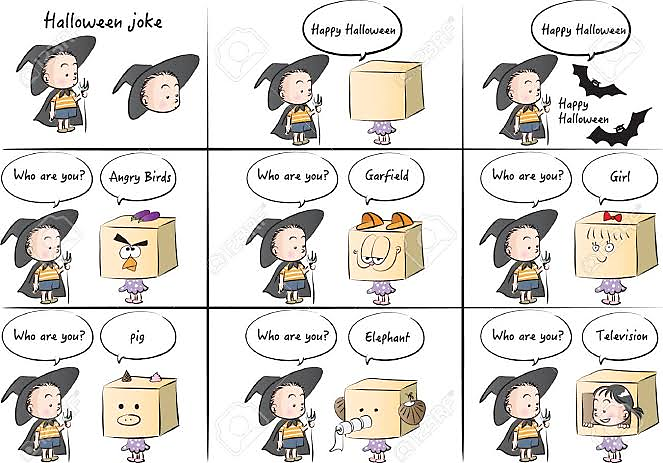 Halloween joke
Happy Halloween
Happy Halloween
Happy
Halloween
Who are you?
Angry Birds
Who are you?
Garfield
Who are you?
Girl
Who are you?
pig
Who are you?
Elephant
Who are you?
Television